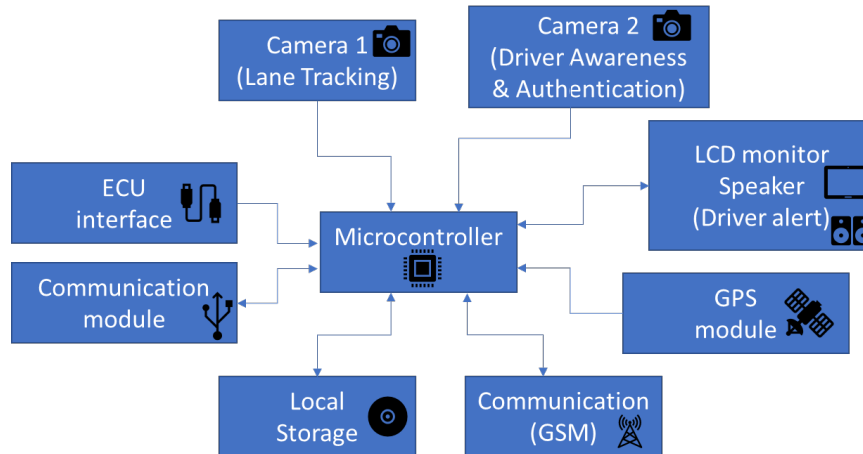 Camera 1
(Lane Tracking)
Camera 2
(Driver Awareness
& Authentication)
LCD monitor
Speaker
(Driver alert)
ECU
interface
Microcontroller
Communication
module
GPS
module
Local
Storage
Communication
(GSM)